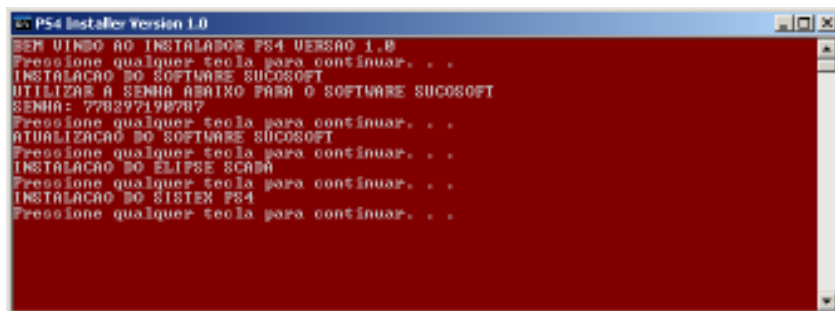 PS4 Installer Version 1.0
BEM VINDO AO INSTALADOR PS4 VERSAO 1.0
Pressione qualquer tecla para continuar. . .
INSTALACAO DO SOFTWARE SUCOSOFT
UTILIZAR A SENHA ABAIXO PARA O SOFTWARE SUCOSOFT
SENHA: 778297190787
Pressione qualquer tecla para continuar. . .
ATUALIZACAO DO SOFTWARE SUCOSOFT
Pressione qualquer tecla para continuar. . .
INSTALACAO DO ELIPSE SCADA
Pressione qualquer tecla para continuar. . .
INSTALACAO DO SISTEX PS4
Pressione qualquer tecla para continuar. . .